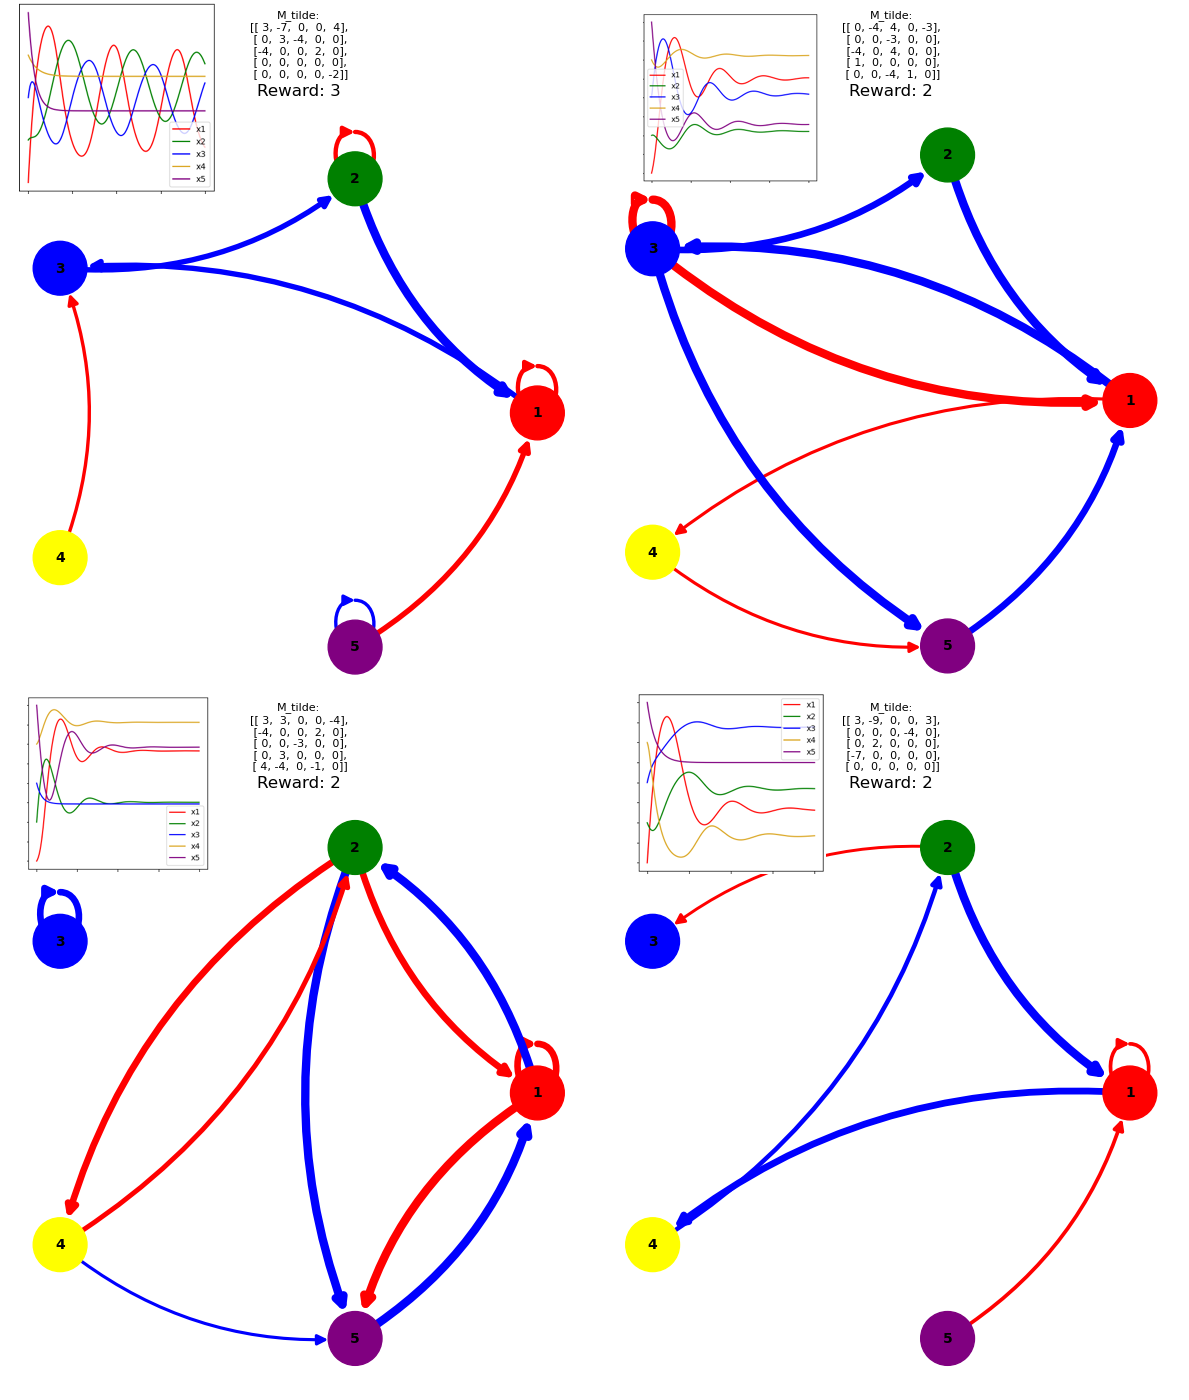 M_tilde:
[[ 3, -7, 0, 0, 4],
[ 0, 3, -4, 0, 0],
[-4, 0, 0, 2, 0],
[ 0, 0, 0, 0, 0],
[ 0, 0, 0, 0, -2]]
Reward: 3
x1
x2
x3
x4
x5
2
3
1
4
5
M_tilde:
[[ 0, -4, 4, 0, -3],
[ 0, 0, -3, 0, 0],
[-4, 0, 4, 0, 0],
[ 1, 0, 0, 0, 0],
[ 0, 0, -4, 1, 0]]
Reward: 2
x1
x2
x3
x4
x5
2
3
1
4
5
M_tilde:
[[ 3, 3, 0, 0, -4],
[-4, 0, 0, 2, 0],
[ 0, 0, -3, 0, 0],
[ 0, 3, 0, 0, 0],
[ 4, -4, 0, -1, 0]]
Reward: 2
x1
x2
x3
x4
x5
2
3
1
4
5
M_tilde:
[[ 3, -9, 0, 0, 3],
[ 0, 0, 0, -4, 0],
[ 0, 2, 0, 0, 0],
[-7, 0, 0, 0, 0],
[ 0, 0, 0, 0, 0]]
Reward: 2
x1
x2
x3
x4
x5
2
3
1
4
5